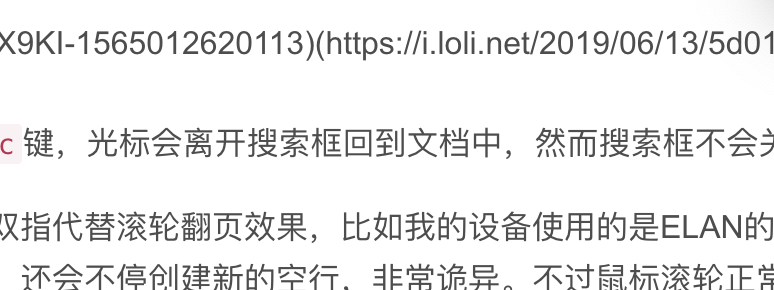 X9KI-1565012620113)(https://i.loli.net/2019/06/13/5d01
c键，光标会离开搜索框回到文档中，然而搜索框不会关
双指代替滚轮翻页效果，比如我的设备使用的是ELAN的
，还会不停创建新的空行，非常诡异。不过鼠标滚轮正常